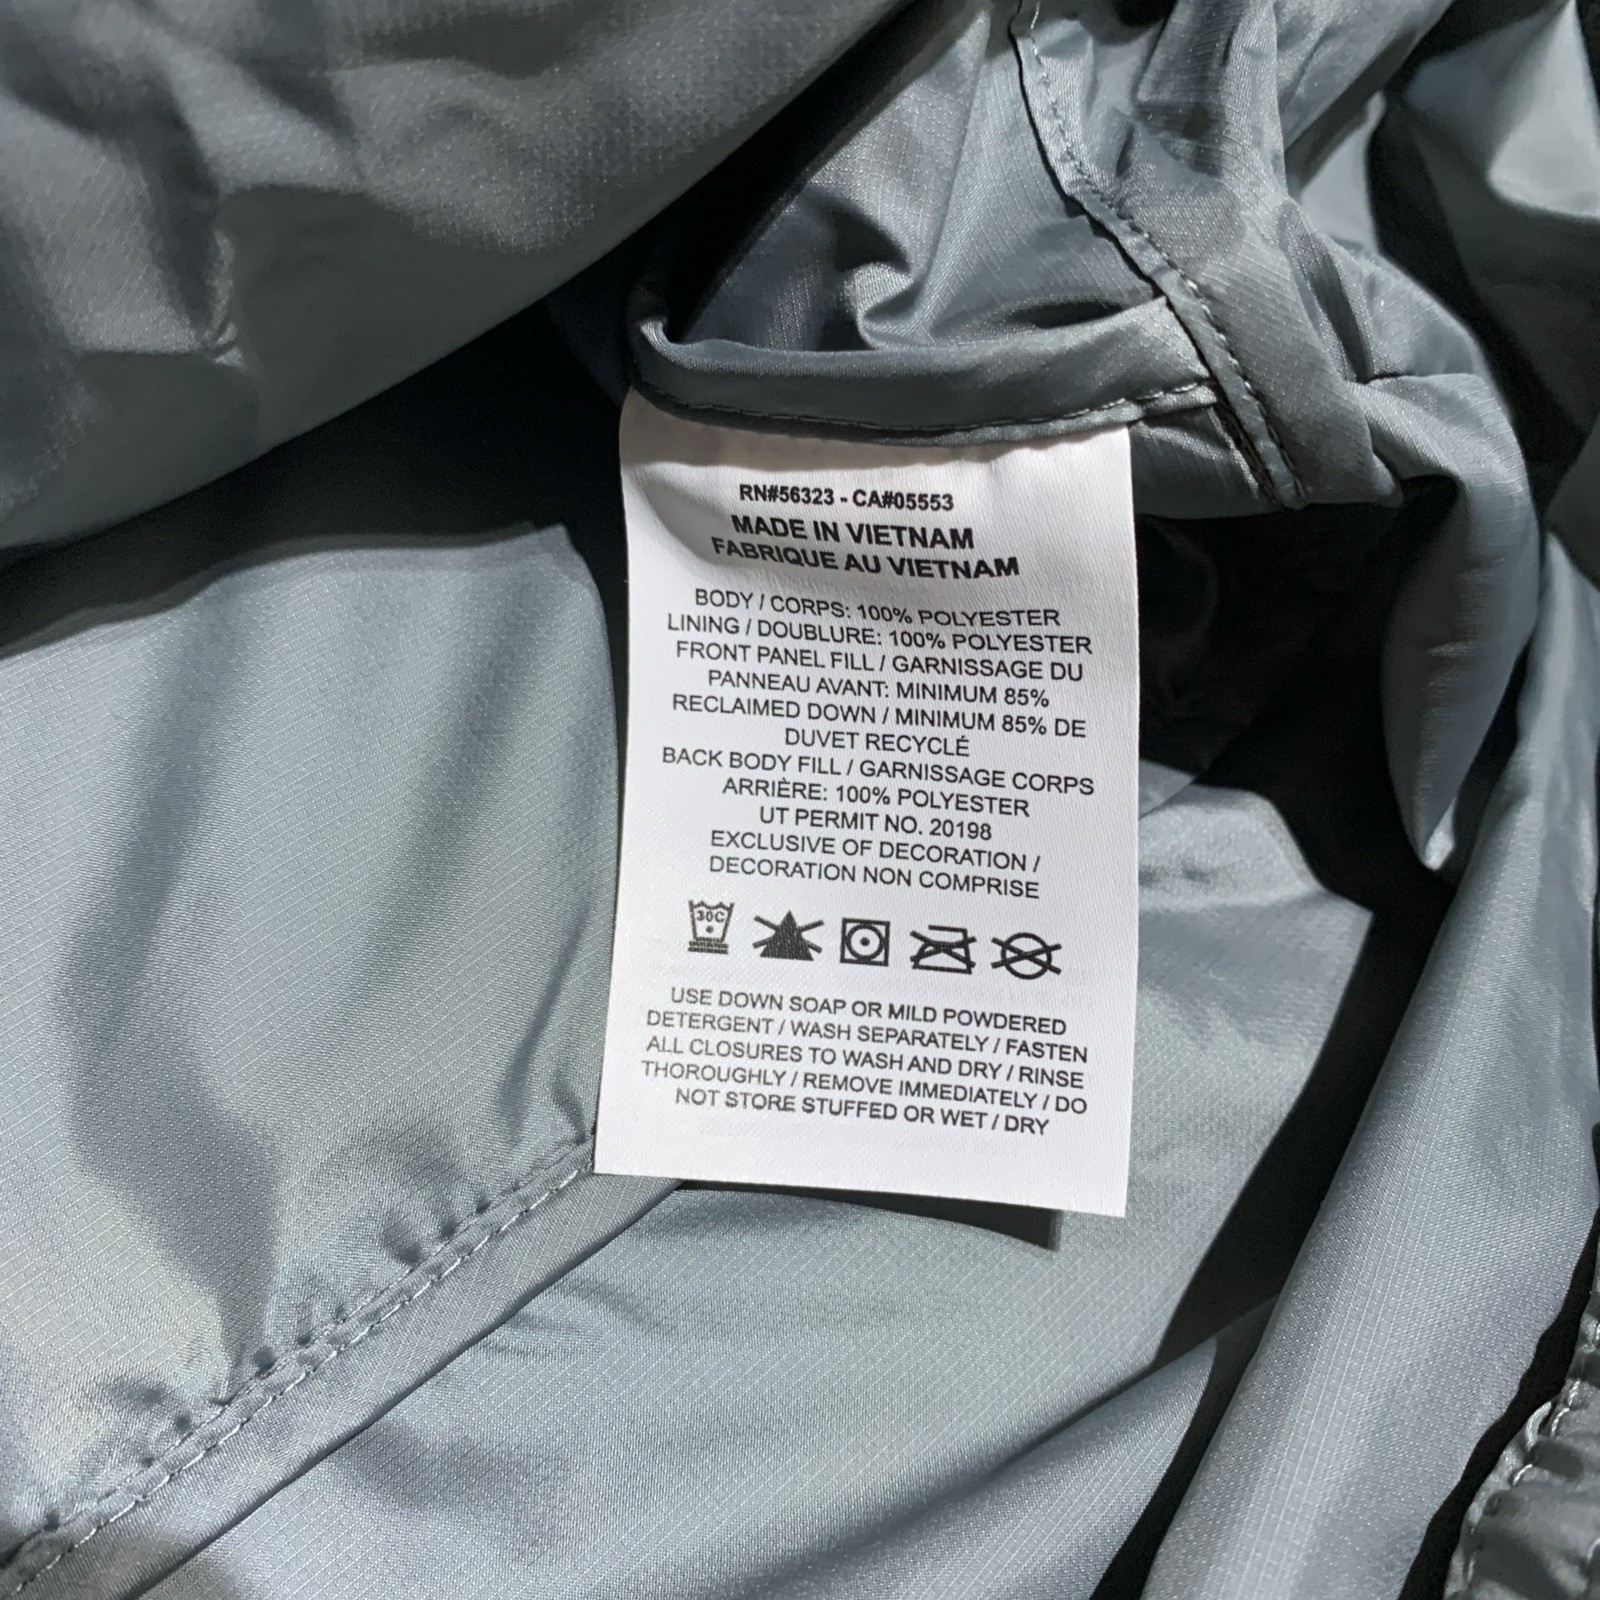 RN#56323 - CA#05553
MADE IN VIETNAM
FABRIQUE AU VIETNAM
BODY / CORPS: 100% POLYESTER
LINING / DOUBLURE: 100% POLYESTER
FRONT PANEL FILL / GARNISSAGE DU
PANNEAU AVANT: MINIMUM 85%
RECLAIMED DOWN / MINIMUM 85% DE
DUVET RECYCLÉ
BACK BODY FILL / GARNISSAGE CORPS
ARRIÈRE: 100% POLYESTER
UT PERMIT NO. 20198
EXCLUSIVE OF DECORATION /
DECORATION NON COMPRISE
30C
USE DOWN SOAP OR MILD POWDERED
DETERGENT / WASH SEPARATELY / FASTEN
ALL CLOSURES TO WASH AND DRY / RINSE
THOROUGHLY / REMOVE IMMEDIATELY / DO
NOT STORE STUFFED OR WET / DRY